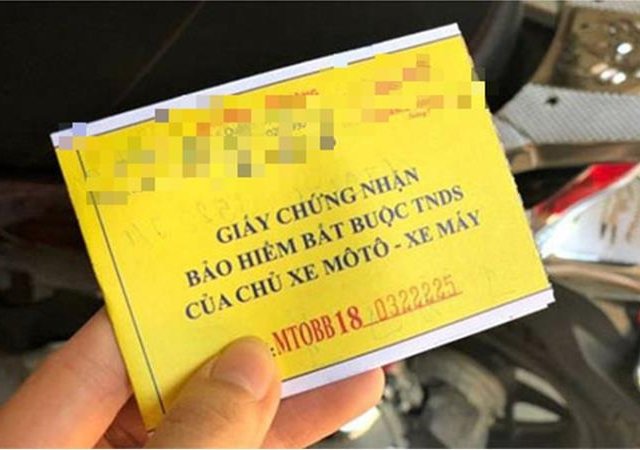 GIẤY CHỨNG NHẬN
BẢO HIỂM BẮT BUỘC TNDS
CỦA CHỦ XE MÔTÔ - XE MÁY
:MTOBB18 0322225